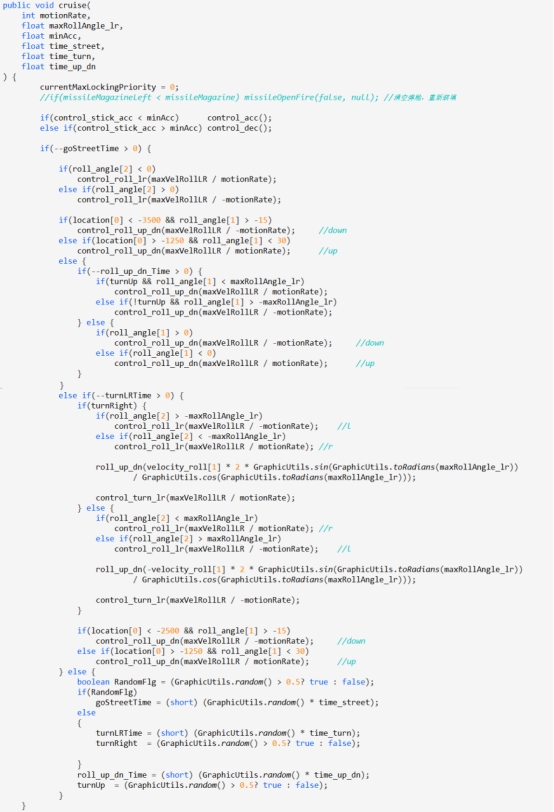 public void cruise(
    int motionRate,
    float maxRollAngle_lr,
    float minAcc,
    float time_street,
    float time_turn,
    float time_up_dn
) {
        currentMaxLockingPriority = 0;
        //if(missileMagazineLeft < missileMagazine) missileOpenFire(false, null); //清空弹舱，重新装填

        if(control_stick_acc < minAcc)      control_acc();
        else if(control_stick_acc > minAcc) control_dec();

        if(--goStreetTime > 0) {

            if(roll_angle[2] < 0)
                control_roll_lr(maxVelRollLR / motionRate);
            else if(roll_angle[2] > 0)
                control_roll_lr(maxVelRollLR / -motionRate);

            if(location[0] < -3500 && roll_angle[1] > -15)
                control_roll_up_dn(maxVelRollLR / -motionRate);     //down
            else if(location[0] > -1250 && roll_angle[1] < 30)
                control_roll_up_dn(maxVelRollLR / motionRate);      //up
            else {
                if(--roll_up_dn_Time > 0) {
                    if(turnUp && roll_angle[1] < maxRollAngle_lr)
                        control_roll_up_dn(maxVelRollLR / motionRate);
                    else if(!turnUp && roll_angle[1] > -maxRollAngle_lr)
                        control_roll_up_dn(maxVelRollLR / -motionRate);
                } else {
                    if(roll_angle[1] > 0)
                        control_roll_up_dn(maxVelRollLR / -motionRate);     //down
                    else if(roll_angle[1] < 0)
                        control_roll_up_dn(maxVelRollLR / motionRate);      //up
                }
            }
            else if(--turnLRTime > 0) {
                if(turnRight) {
                    if(roll_angle[2] > -maxRollAngle_lr)
                        control_roll_lr(maxVelRollLR / -motionRate);    //l
                    else if(roll_angle[2] < -maxRollAngle_lr)
                        control_roll_lr(maxVelRollLR / motionRate); //r

                    roll_up_dn(velocity_roll[1] * 2 * GraphicUtils.sin(GraphicUtils.toRadians(maxRollAngle_lr))
                            / GraphicUtils.cos(GraphicUtils.toRadians(maxRollAngle_lr)));

                    control_turn_lr(maxVelRollLR / motionRate);
                } else {
                    if(roll_angle[2] < maxRollAngle_lr)
                        control_roll_lr(maxVelRollLR / motionRate); //r
                    else if(roll_angle[2] > maxRollAngle_lr)
                        control_roll_lr(maxVelRollLR / -motionRate);    //l

                    roll_up_dn(-velocity_roll[1] * 2 * GraphicUtils.sin(GraphicUtils.toRadians(maxRollAngle_lr))
                            / GraphicUtils.cos(GraphicUtils.toRadians(maxRollAngle_lr)));

                    control_turn_lr(maxVelRollLR / -motionRate);
                }

                if(location[0] < -2500 && roll_angle[1] > -15)
                    control_roll_up_dn(maxVelRollLR / -motionRate);     //down
                else if(location[0] > -1250 && roll_angle[1] < 30)
                    control_roll_up_dn(maxVelRollLR / motionRate);      //up
            } else {
                boolean RandomFlg = (GraphicUtils.random() > 0.5? true : false);
                if(RandomFlg)
                    goStreetTime = (short) (GraphicUtils.random() * time_street);
                else
                {
                    turnLRTime = (short) (GraphicUtils.random() * time_turn);
                    turnRight  = (GraphicUtils.random() > 0.5? true : false);

                }
                roll_up_dn_Time = (short) (GraphicUtils.random() * time_up_dn);
                turnUp  = (GraphicUtils.random() > 0.5? true : false);
            }
    }